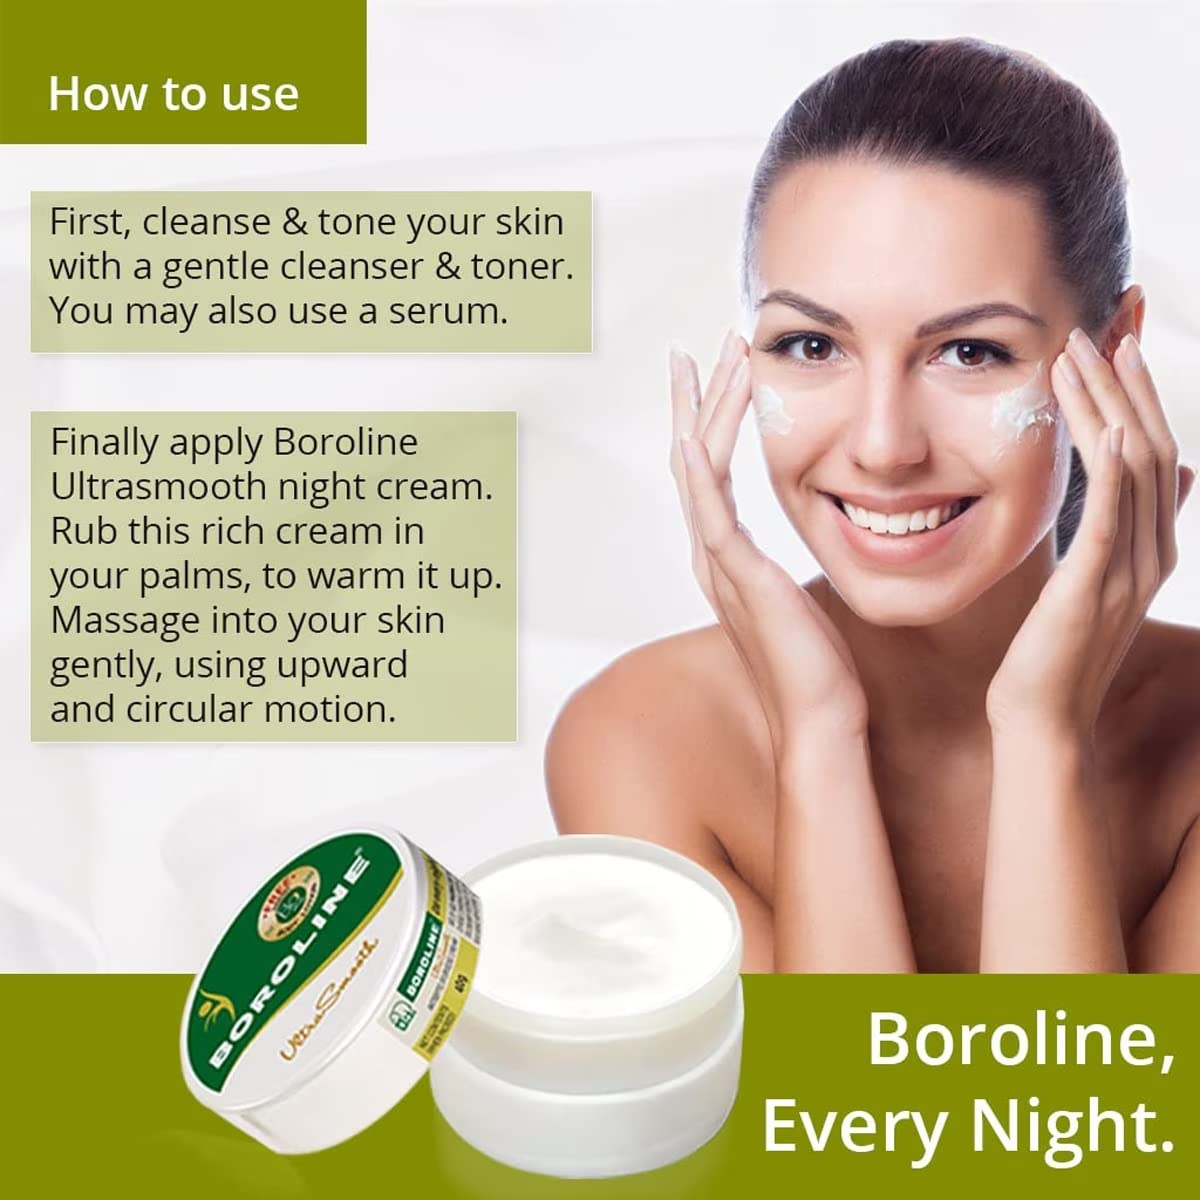 How to use
First, cleanse & tone your skin
with a gentle cleanser & toner.
You may also use a serum.
Finally apply Boroline
Ultrasmooth night cream.
Rub this rich cream in
your palms, to warm it up.
Massage into your skin
gently, using upward
and circular motion.
BOROLINE
UltraSmooth
BOROLINE
40g
Boroline,
Every Night.